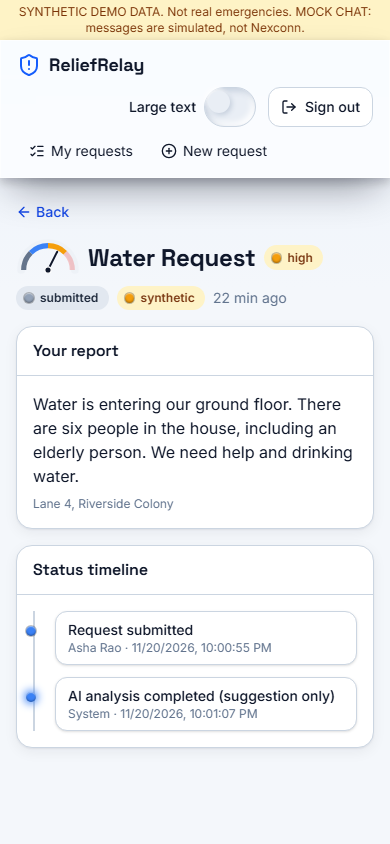 SYNTHETIC DEMO DATA. Not real emergencies. MOCK CHAT:
messages are simulated, not Nexconn.
ReliefRelay
Large text
Sign out
My requests
New request
Back
Water Request
high
submitted
synthetic
22 min ago
Your report
Water is entering our ground floor. There
are six people in the house, including an
elderly person. We need help and drinking
water.
Lane 4, Riverside Colony
Status timeline
Request submitted
Asha Rao · 11/20/2026, 10:00:55 PM
AI analysis completed (suggestion only)
System · 11/20/2026, 10:01:07 PM